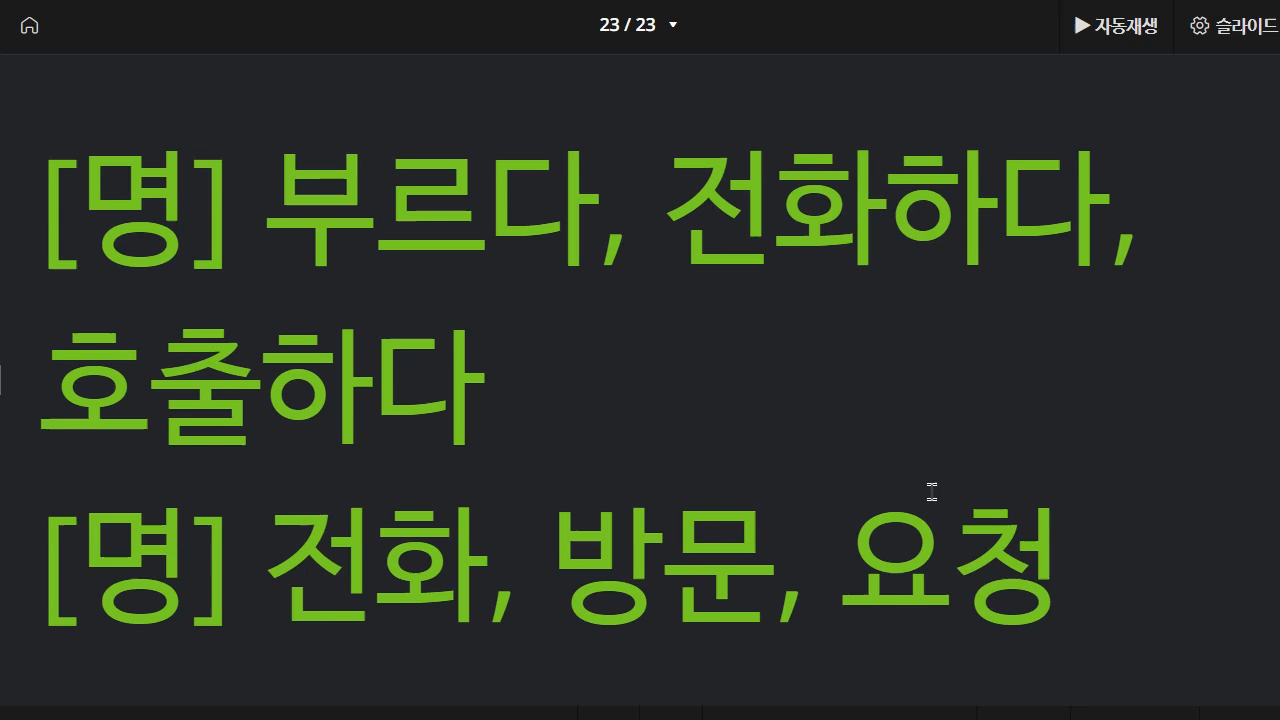 23 / 23
자동재생
슬라이드
[명] 부르다, 전화하다,
호출하다
[명] 전화, 방문, 요청